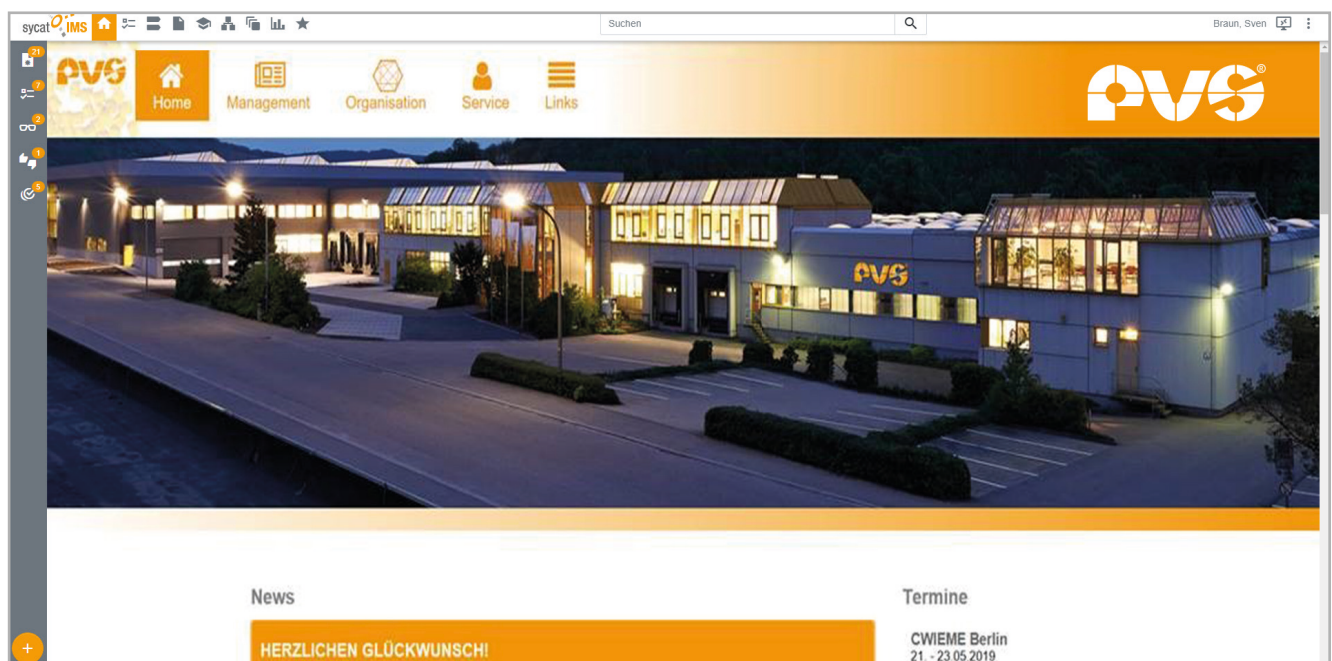 sycat IMS
Suchen
Braun, Sven
21
7
2
1
5
PVS
Home
Management
Organisation
Service
Links
PVS®
PVS
News
Termine
HERZLICHEN GLÜCKWUNSCH!
CWIEME Berlin
21. - 23.05.2019
+